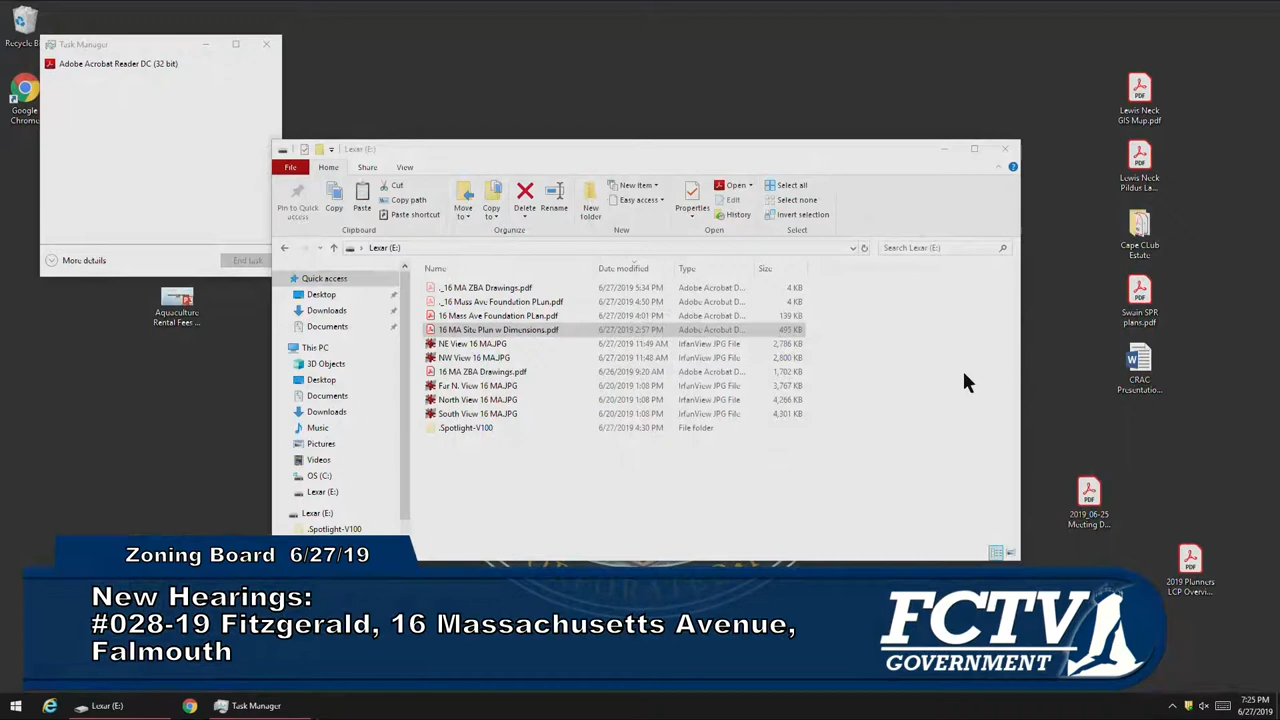 Recycle Bi
Task Manager
Adobe Acrobat Reader DC (32 bit)
Google
Chrome
More details
End task
Aquaculture
Rental Fees ...
Lexar (E:)
File
Home
Share
View
Pin to Quick
access
Copy
Paste
Cut
Copy path
Paste shortcut
Clipboard
Move
to
Copy
to
Delete
Rename
Organize
New
folder
New item
Easy access
New
Properties
Open
Edit
History
Open
Select all
Select none
Invert selection
Select
Lexar (E:)
Search Lexar (E:)
Quick access
Desktop
Downloads
Documents
This PC
3D Objects
Desktop
Documents
Downloads
Music
Pictures
Videos
OS (C:)
Lexar (E:)
Lexar (E:)
.Spotlight-V100
Name Date modified Type Size
._16 MA ZBA Drawings.pdf 6/27/2019 5:34 PM Adobe Acrobat D... 4 KB
._16 Mass Ave Foundation PLan.pdf 6/27/2019 4:50 PM Adobe Acrobat D... 4 KB
16 Mass Ave Foundation PLan.pdf 6/27/2019 4:01 PM Adobe Acrobat D... 139 KB
16 MA Site Plan w Dimensions.pdf 6/27/2019 2:57 PM Adobe Acrobat D... 495 KB
NE View 16 MA.JPG 6/27/2019 11:49 AM IrfanView JPG File 2,786 KB
NW View 16 MA.JPG 6/27/2019 11:48 AM IrfanView JPG File 2,800 KB
16 MA ZBA Drawings.pdf 6/26/2019 9:20 AM Adobe Acrobat D... 1,702 KB
Fur N. View 16 MA.JPG 6/20/2019 1:08 PM IrfanView JPG File 3,767 KB
North View 16 MA.JPG 6/20/2019 1:08 PM IrfanView JPG File 4,266 KB
South View 16 MA.JPG 6/20/2019 1:08 PM IrfanView JPG File 4,301 KB
.Spotlight-V100 6/27/2019 4:30 PM File folder
Lewis Neck
GIS Map.pdf
Lewis Neck
Pildus La...
Cape CLub
Estate
Swain SPR
plans.pdf
CRAC
Presentatio...
2019_06-25
Meeting D...
2019 Planners
LCP Overvi...
Zoning Board 6/27/19
New Hearings:
#028-19 Fitzgerald, 16 Massachusetts Avenue,
Falmouth
FCTV
GOVERNMENT
Lexar (E:)
Task Manager
7:25 PM
6/27/2019